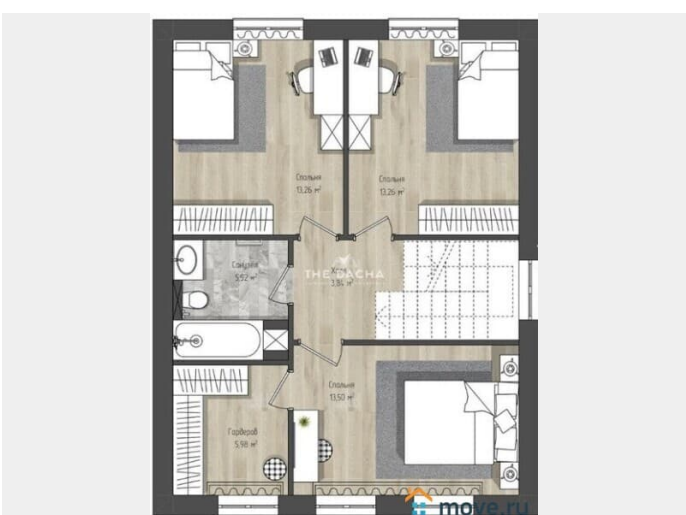 Спальня
13.26 м²
Спальня
13.26 м²
Санузел
5.92 м²
THE DACHA
3.84 м²
Спальня
13.50 м²
Гардероб
5.98 м²
move.ru